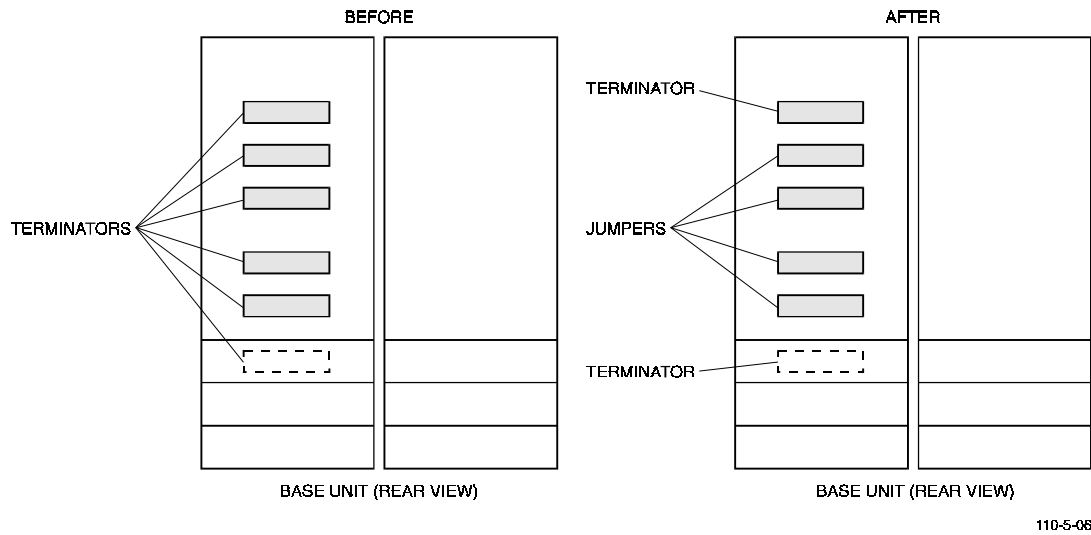 BEFORE
AFTER
TERMINATOR
TERMINATORS
JUMPERS
TERMINATOR
BASE UNIT (REAR VIEW)
BASE UNIT (REAR VIEW)
110-5-06